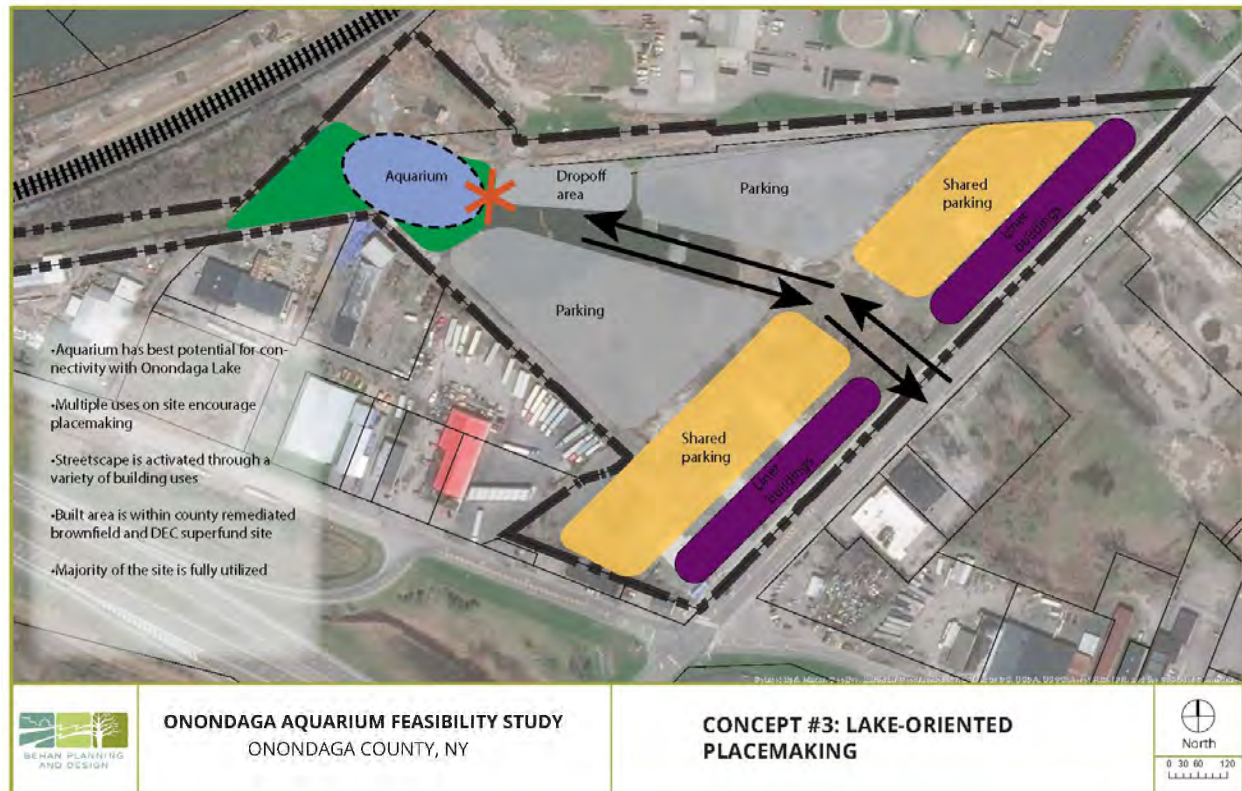 Aquarium
Dropoff
area
Parking
Shared
parking
Liner
buildings
Parking
Shared
parking
Liner
buildings
•Aquarium has best potential for con-
nectivity with Onondaga Lake
•Multiple uses on site encourage
placemaking
•Streetscape is activated through a
variety of building uses
•Built area is within county remediated
brownfield and DEC superfund site
•Majority of the site is fully utilized
BEHAN PLANNING
AND DESIGN
ONONDAGA AQUARIUM FEASIBILITY STUDY
ONONDAGA COUNTY, NY
CONCEPT #3: LAKE-ORIENTED
PLACEMAKING
North
0 30 60 120